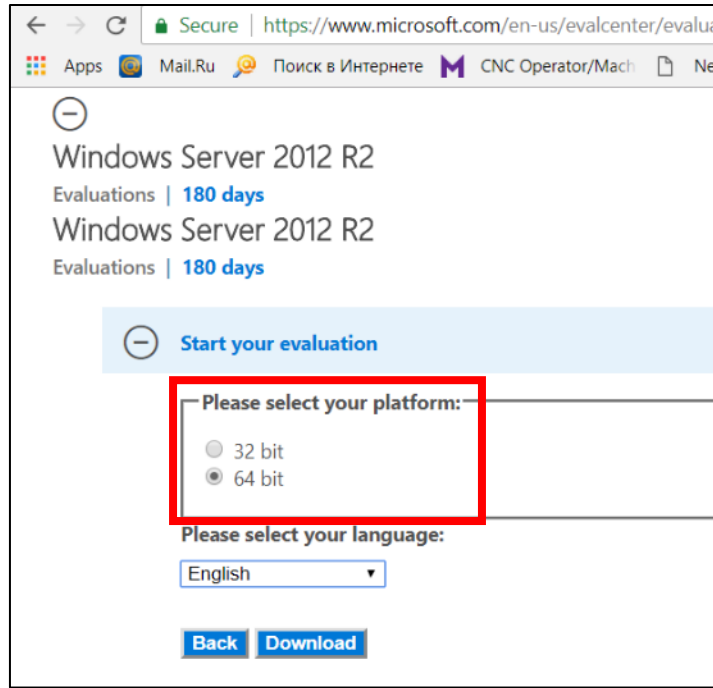 Secure | https://www.microsoft.com/en-us/evalcenter/evalua
Apps Mail.Ru Поиск в Интернете CNC Operator/Mach Ne
Windows Server 2012 R2
Evaluations | 180 days
Windows Server 2012 R2
Evaluations | 180 days
Start your evaluation
Please select your platform:
32 bit
64 bit
Please select your language:
English
Back Download